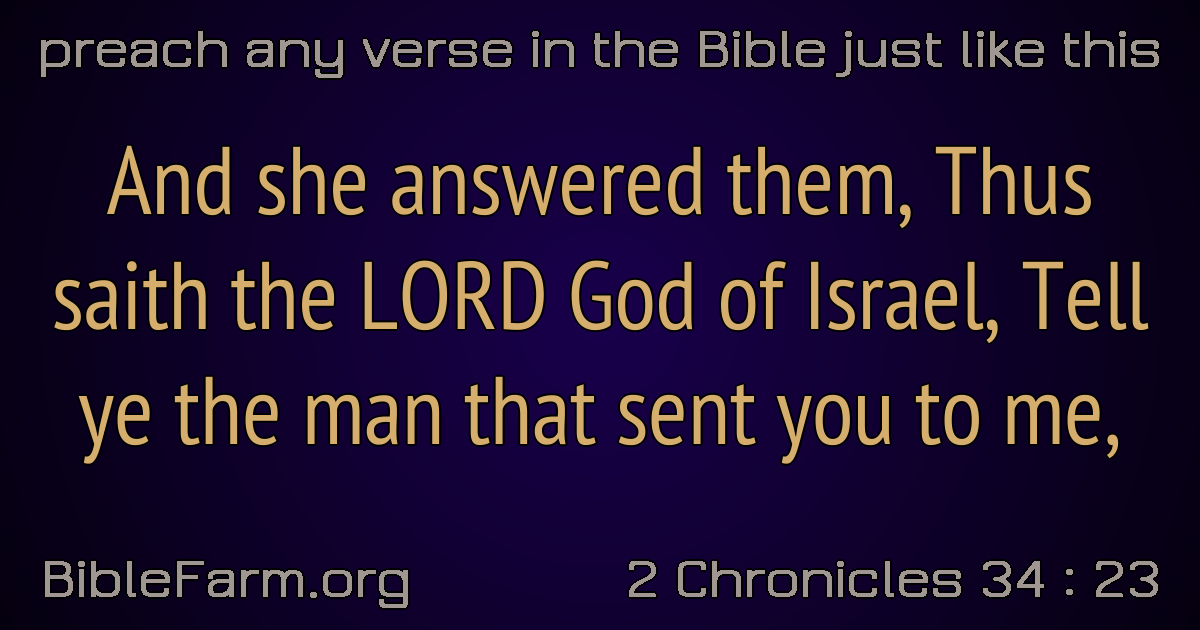 preach any verse in the Bible just like this
And she answered them, Thus
saith the LORD God of Israel, Tell
ye the man that sent you to me,
BibleFarm.org
2 Chronicles 34 : 23